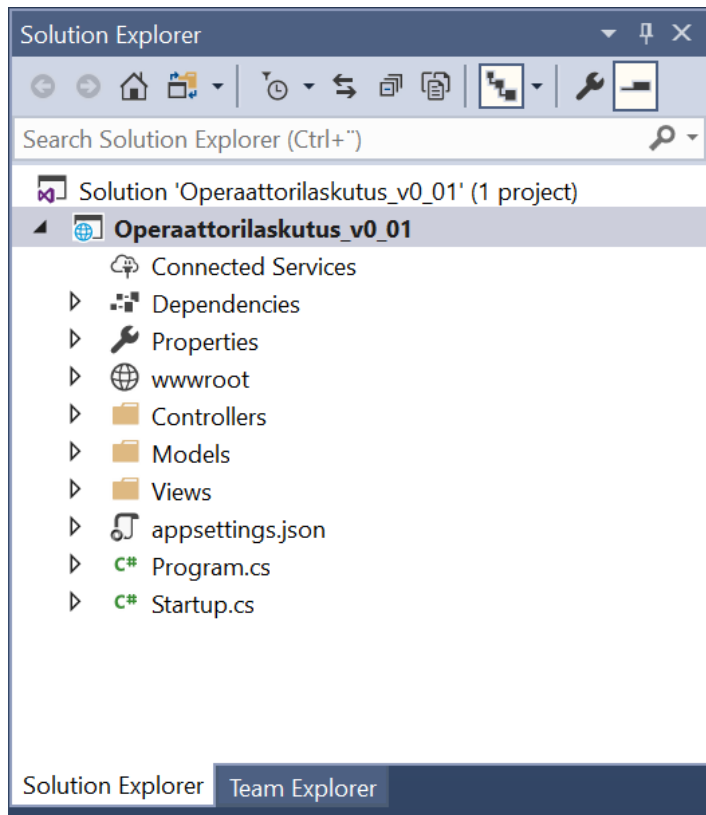 Solution Explorer
Search Solution Explorer (Ctrl+¨)
Solution 'Operaattorilaskutus_v0_01' (1 project)
Operaattorilaskutus_v0_01
Connected Services
Dependencies
Properties
wwwroot
Controllers
Models
Views
appsettings.json
C# Program.cs
C# Startup.cs
Solution Explorer Team Explorer